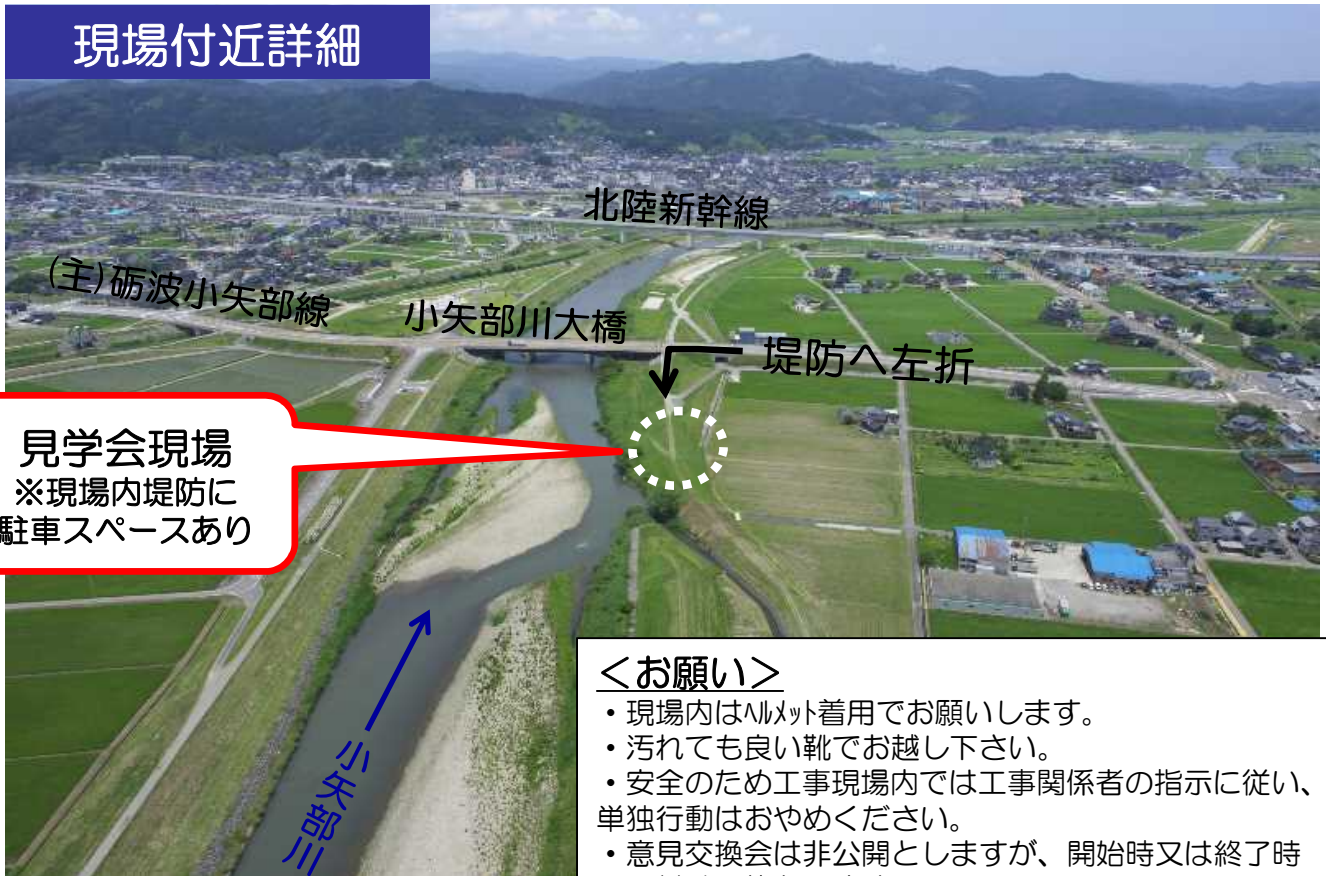 現場付近詳細
北陸新幹線
(主)砺波小矢部線
小矢部川大橋
堤防へ左折
見学会現場
※現場内堤防に
駐車スペースあり
小矢部川
＜お願い＞
・現場内はﾍﾙﾒｯﾄ着用でお願いします。
・汚れても良い靴でお越し下さい。
・安全のため工事現場内では工事関係者の指示に従い、
単独行動はおやめください。
・意見交換会は非公開としますが、開始時又は終了時